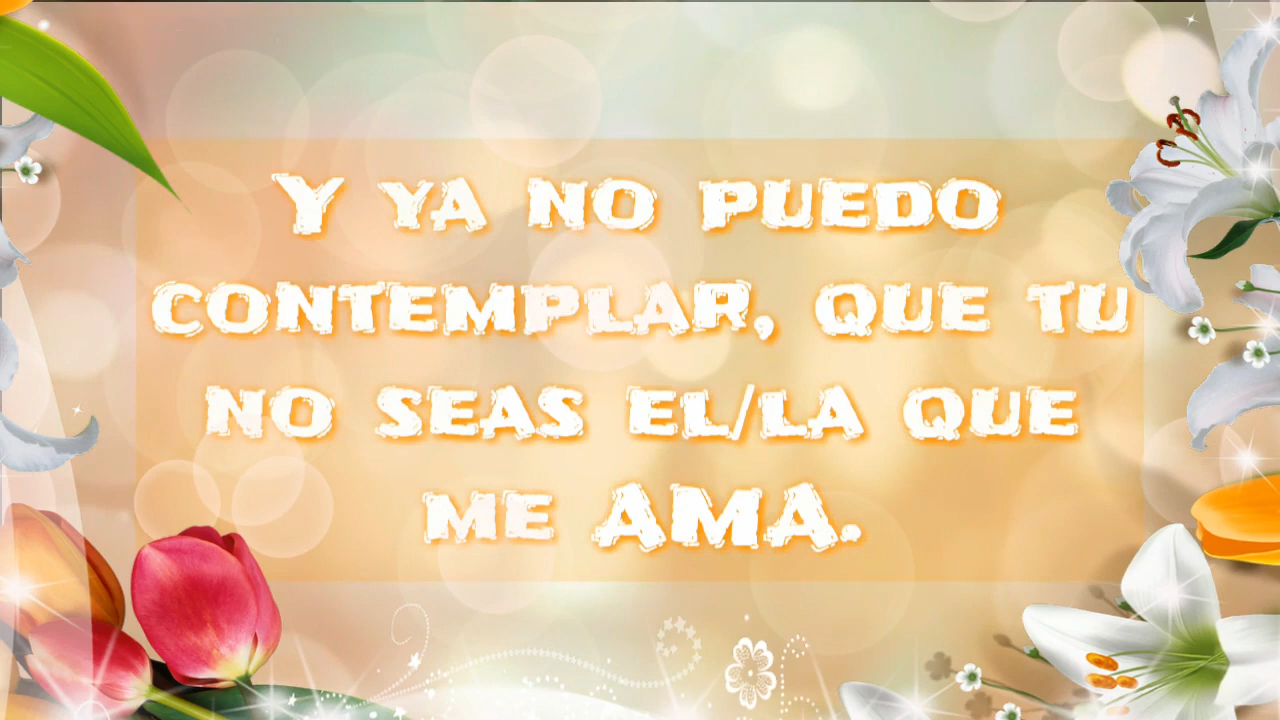 Y YA NO PUEDO
CONTEMPLAR, QUE TU
NO SEAS EL/LA QUE
ME AMA.